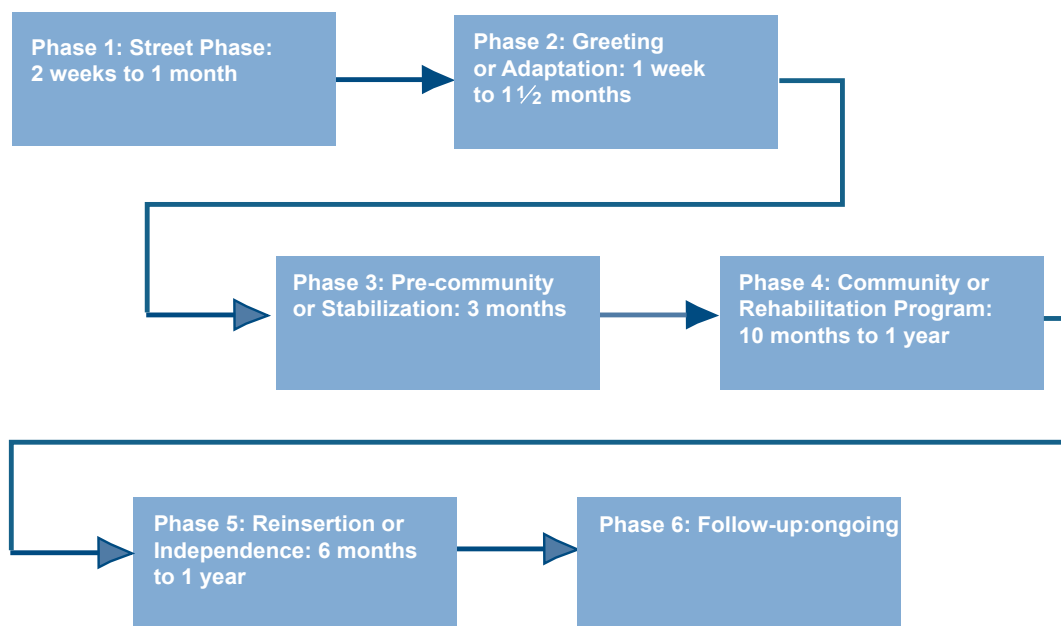 Phase 1: Street Phase:
2 weeks to 1 month
Phase 2: Greeting
or Adaptation: 1 week
to 1 1⁄2 months
Phase 3: Pre-community
or Stabilization: 3 months
Phase 4: Community or
Rehabilitation Program:
10 months to 1 year
Phase 5: Reinsertion or
Independence: 6 months
to 1 year
Phase 6: Follow-up:ongoing